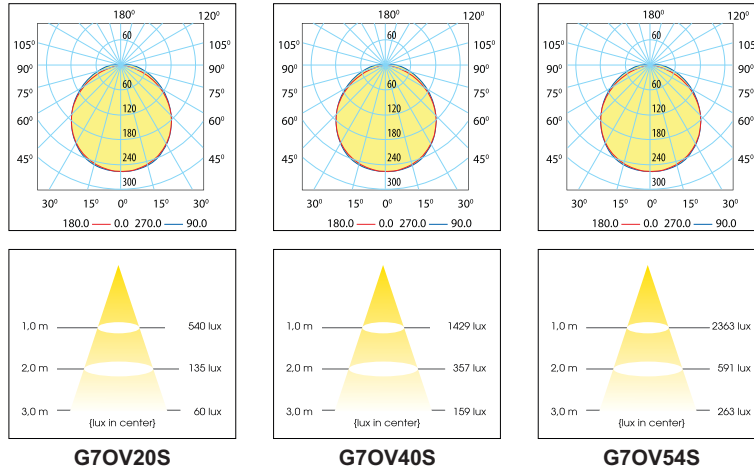 180⁰
120⁰
60
105⁰ 105⁰
90⁰ 90⁰
75⁰ 60 75⁰
60⁰ 120 60⁰
180
45⁰ 240 45⁰
300
30⁰ 15⁰ 0⁰ 15⁰ 30⁰
180.0 0.0 270.0 90.0
180⁰
120⁰
60
105⁰ 105⁰
90⁰ 90⁰
75⁰ 60 75⁰
60⁰ 120 60⁰
180
45⁰ 240 45⁰
300
30⁰ 15⁰ 0⁰ 15⁰ 30⁰
180.0 0.0 270.0 90.0
180⁰
120⁰
60
105⁰ 105⁰
90⁰ 90⁰
75⁰ 60 75⁰
60⁰ 120 60⁰
180
45⁰ 240 45⁰
300
30⁰ 15⁰ 0⁰ 15⁰ 30⁰
180.0 0.0 270.0 90.0
1,0 m 540 lux
2.0 m 135 lux
3,0 m 60 lux
{lux in center}
G7OV20S
1,0 m 1429 lux
2.0 m 357 lux
3,0 m 159 lux
{lux in center}
G7OV40S
1,0 m 2363 lux
2.0 m 591 lux
3,0 m 263 lux
{lux in center}
G7OV54S